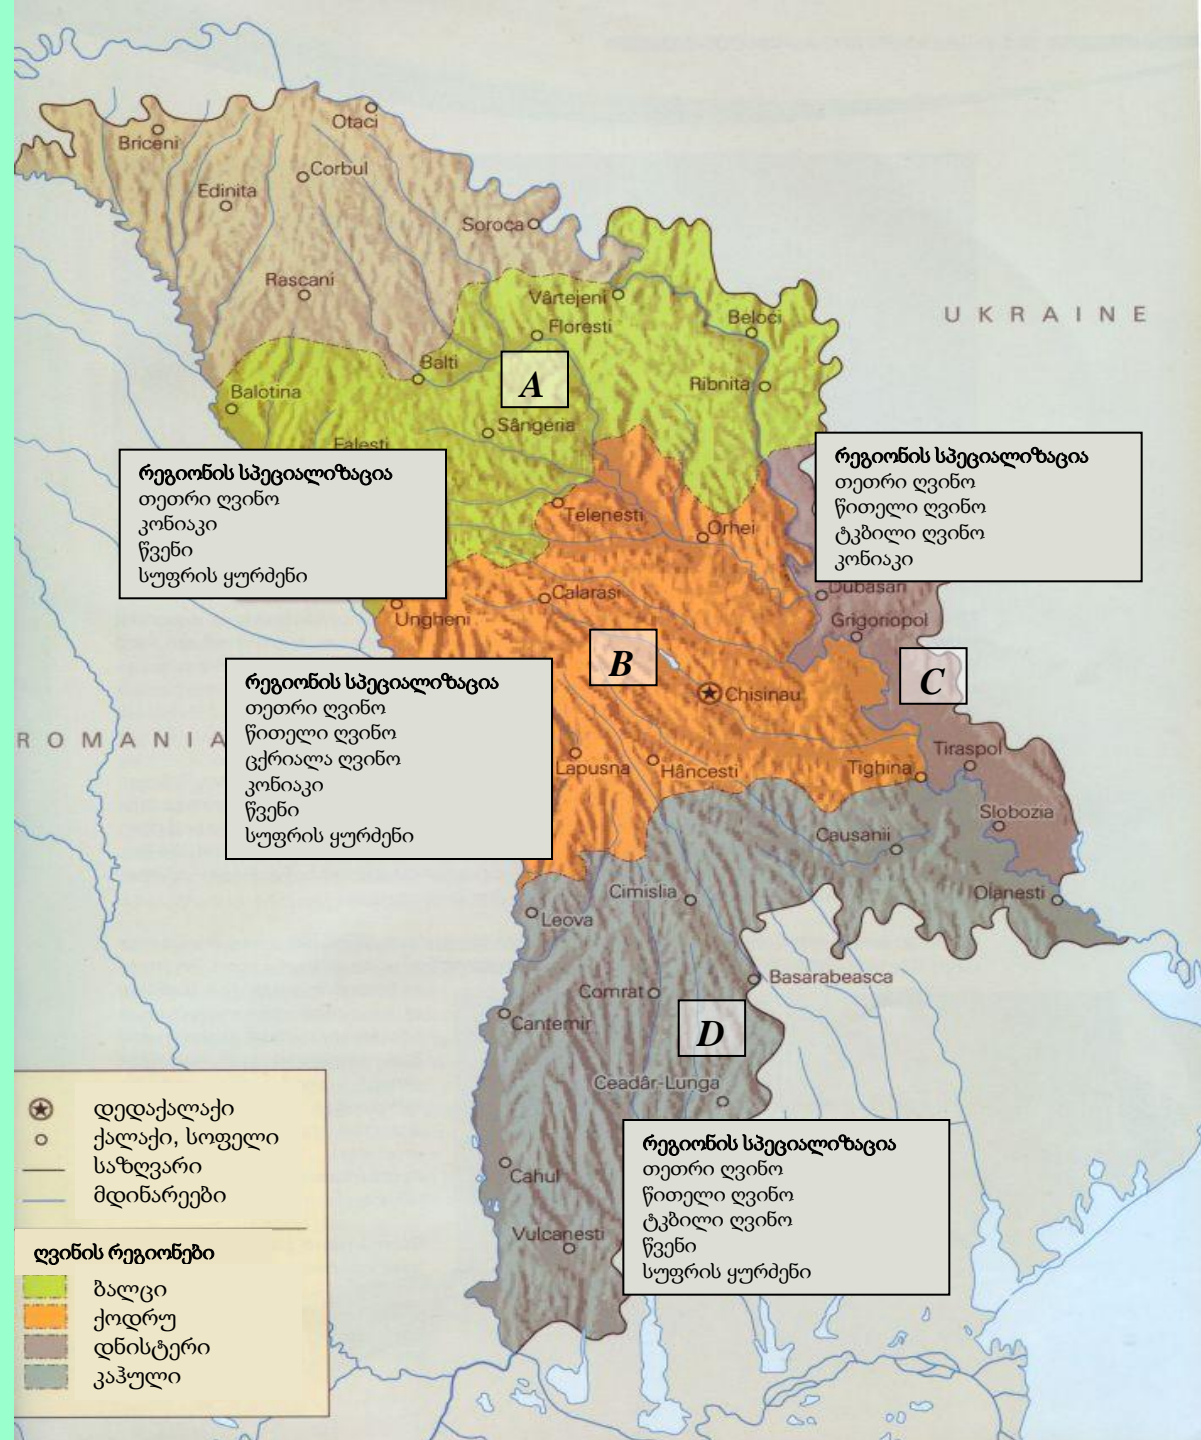 Otaci
Briceni
Corbul
Edinita
Soroca
Rascani
Vârtejeni
UKRAINE
Beloci
Floresti
Balti
A
Ribnita
Balotina
Sângeria
Falesti
რეგიონის სპეციალიზაცია
თეთრი ღვინო
კონიაკი
წვენი
სუფრის ყურძენი
რეგიონის სპეციალიზაცია
თეთრი ღვინო
წითელი ღვინო
ტკბილი ღვინო
კონიაკი
Telenesti
Orhei
Dubasari
Calarasi
Ungheni
Grigoriopol
B
C
Chisinau
რეგიონის სპეციალიზაცია
თეთრი ღვინო
წითელი ღვინო
ცქრიალა ღვინო
კონიაკი
წვენი
სუფრის ყურძენი
ROMANIA
Tiraspol
Lapusna
Hâncesti
Tighina
Slobozia
Causanii
Cimislia
Olanesti
Leova
Basarabeasca
Comrat
Cantemir
D
Ceadâr-Lunga
რეგიონის სპეციალიზაცია
თეთრი ღვინო
წითელი ღვინო
ტკბილი ღვინო
წვენი
სუფრის ყურძენი
Cahul
Vulcanesti
დედაქალაქი
ქალაქი, სოფელი
საზღვარი
მდინარეები
ღვინის რეგიონები
ბალცი
ქოდრუ
დნისტერი
კაჰული